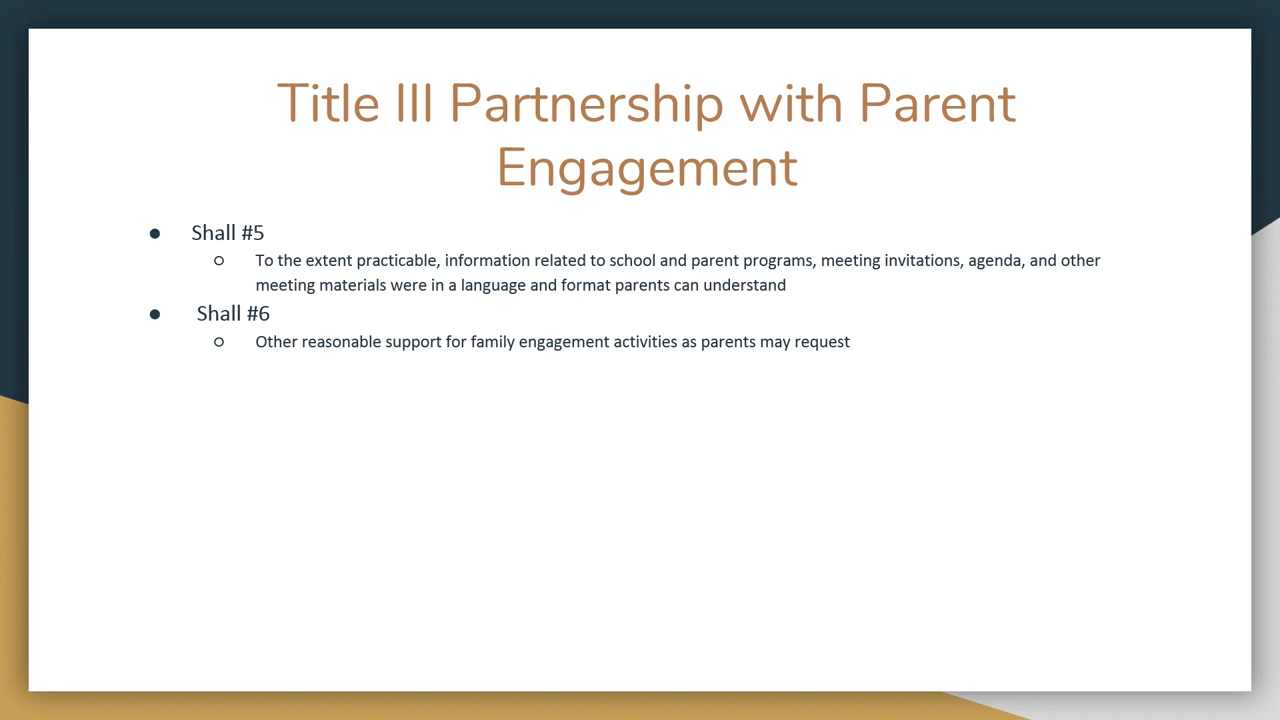 Title III Partnership with Parent
Engagement
● Shall #5
○ To the extent practicable, information related to school and parent programs, meeting invitations, agenda, and other
meeting materials were in a language and format parents can understand
● Shall #6
○ Other reasonable support for family engagement activities as parents may request